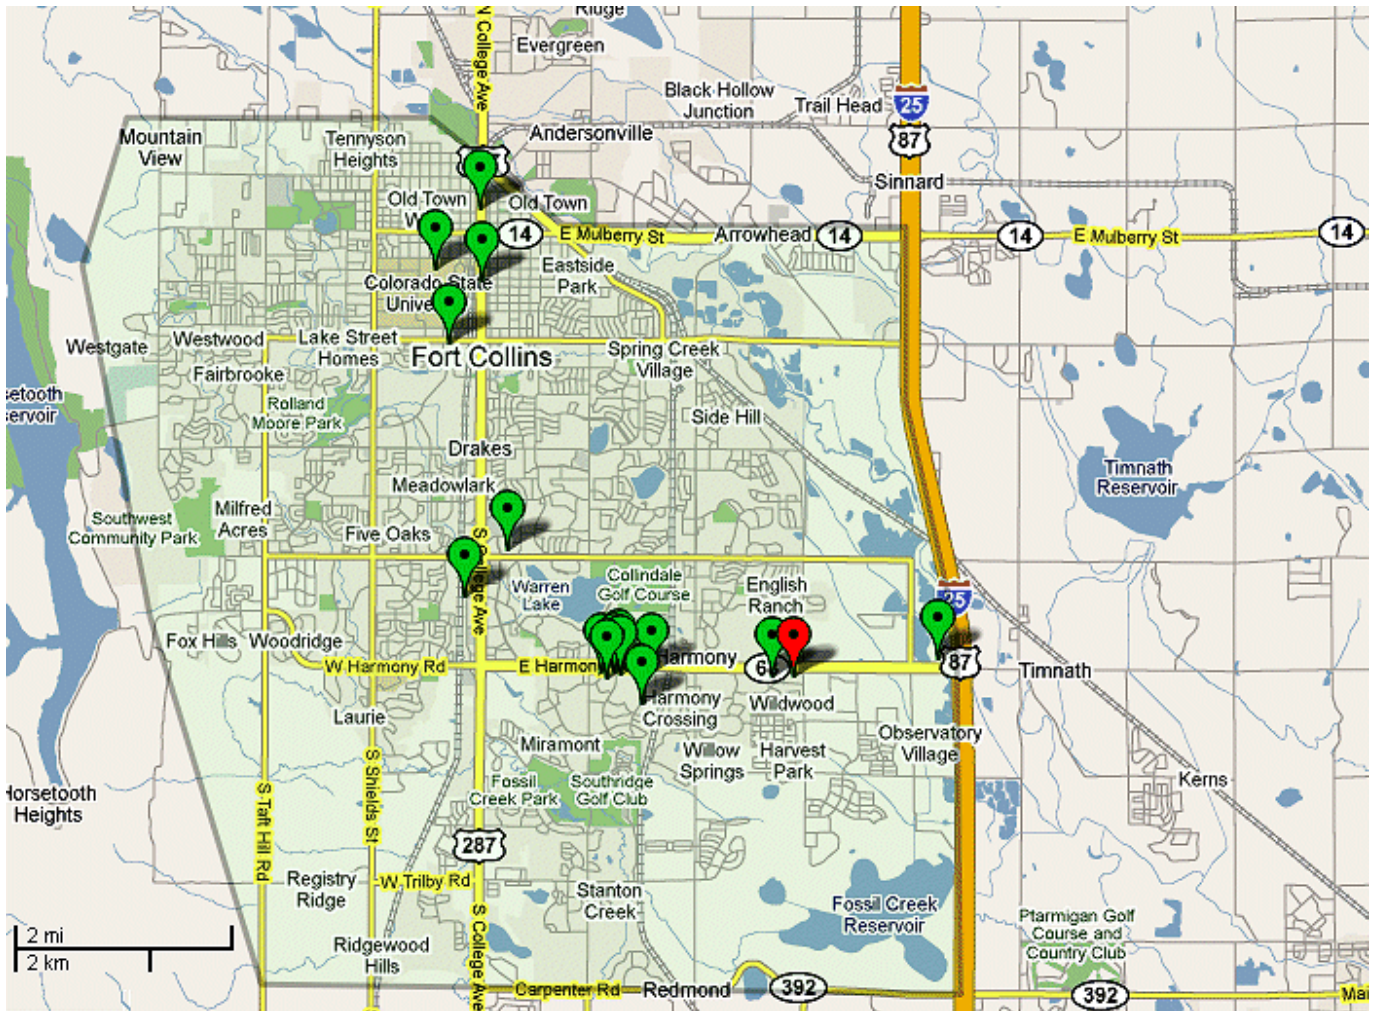 Ridge
N College Ave
Evergreen
Black Hollow
Junction
Trail Head
25
87
Mountain
View
Tennyson
Heights
Andersonville
Sinnard
Old Town
Old Town
14
E Mulberry St
Arrowhead
14
14
E Mulberry St
14
Eastside
Park
Colorado State
Westgate
Westwood
Lake Street
Homes
Fort Collins
Spring Creek
Village
Fairbrooke
Rolland
Moore Park
Side Hill
setooth
ervoir
Drakes
Meadowlark
Timnath
Reservoir
Southwest
Community Park
Milfred
Acres
Five Oaks
S College Ave
Warren
Lake
Collindale
Golf Course
English
Ranch
25
Fox Hills
Woodridge
W Harmony Rd
E Harmony
Harmony
87
Timnath
Laurie
Harmony
Crossing
Wildwood
Miramont
Willow
Springs
Harvest
Park
Observatory
Village
Fossil
Creek Park
Southridge
Golf Club
Kerns
Horsetooth
Heights
S Taft Hill Rd
S Shields St
287
Registry
Ridge
W Trilby Rd
Stanton
Creek
Fossil Creek
Reservoir
Ptarmigan Golf
Course and
Country Club
2 mi
2 km
Ridgewood
Hills
S College Ave
Carpenter Rd
Redmond
392
392
Mai